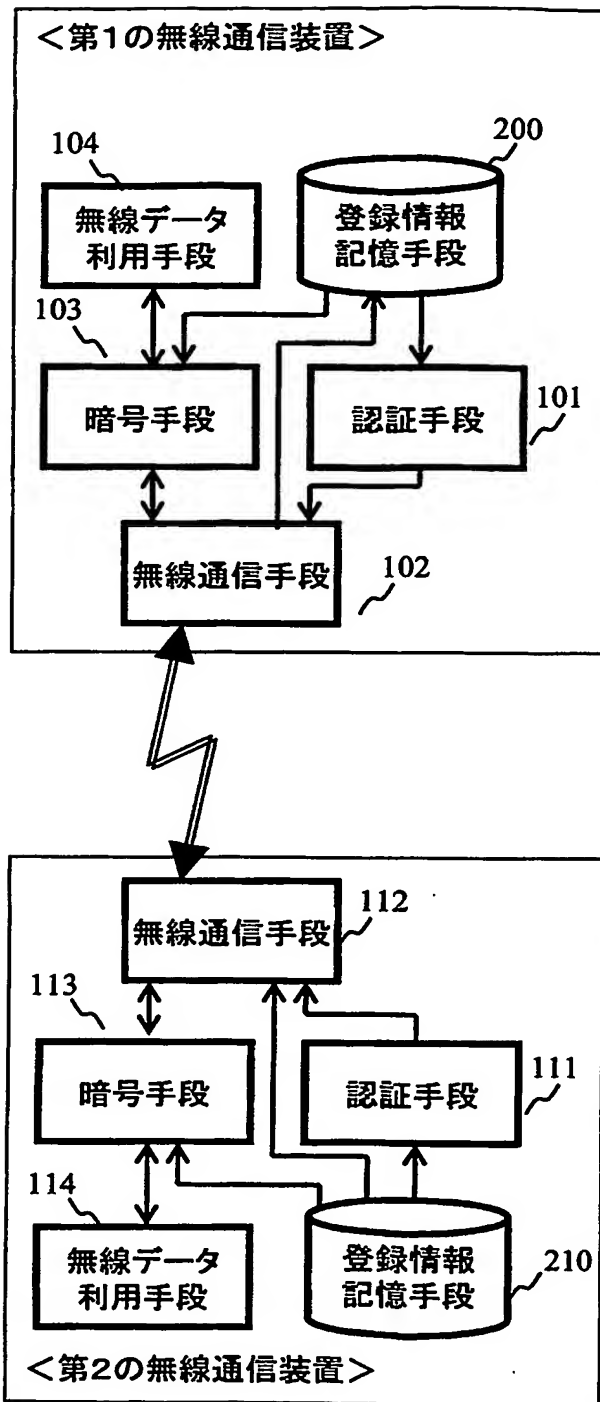 ＜第1の無線通信装置＞
104
200
無線データ
利用手段
登録情報
記憶手段
103
暗号手段
認証手段
101
無線通信手段
102
無線通信手段
112
113
暗号手段
認証手段
111
114
無線データ
利用手段
登録情報
記憶手段
210
＜第2の無線通信装置＞